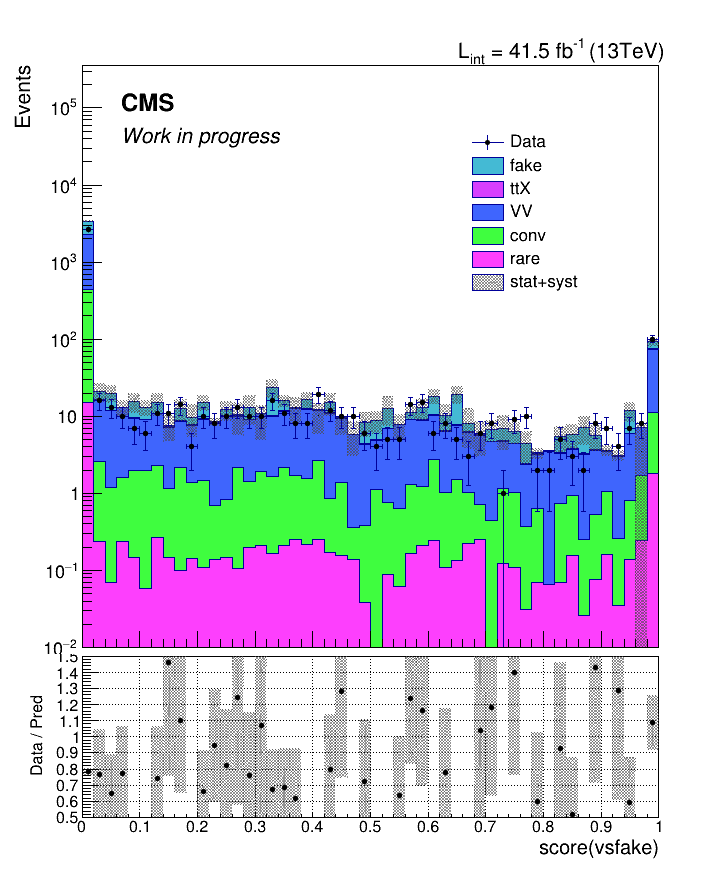 L_int = 41.5 fb^-1 (13TeV)
Events
CMS
Work in progress
Data
fake
ttX
VV
conv
rare
stat+syst
10^5
10^4
10^3
10^2
10
1
10^−1
10^−2
Data / Pred
1.5
1.4
1.3
1.2
1.1
1
0.9
0.8
0.7
0.6
0.5
0 0.1 0.2 0.3 0.4 0.5 0.6 0.7 0.8 0.9 1
score(vsfake)